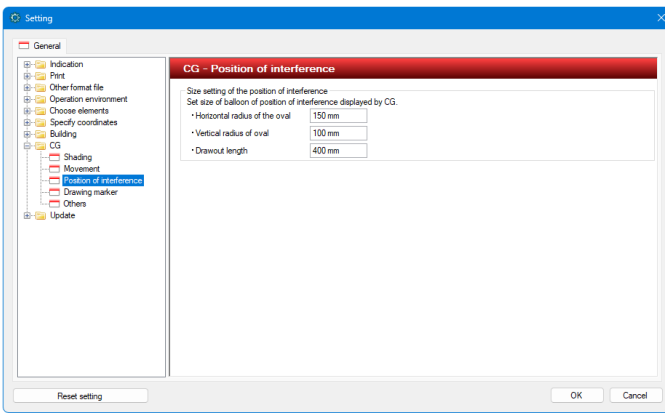 Setting
General
Indication
Print
Other format file
Operation environment
Choose elements
Specify coordinates
Building
CG
Shading
Movement
Position of interference
Drawing marker
Others
Update
CG - Position of interference
Size setting of the position of interference
Set size of balloon of position of interference displayed by CG.
・Horizontal radius of the oval 150 mm
・Vertical radius of oval 100 mm
・Drawout length 400 mm
Reset setting
OK Cancel